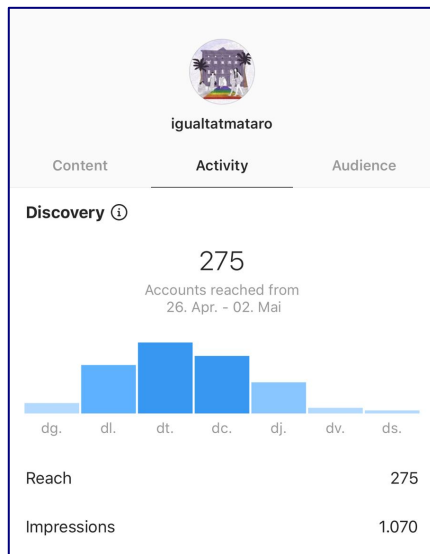 igualtatmataro
Content Activity Audience
Discovery
275
Accounts reached from
26. Apr. - 02. Mai
dg. dl. dt. dc. dj. dv. ds.
Reach 275
Impressions 1.070